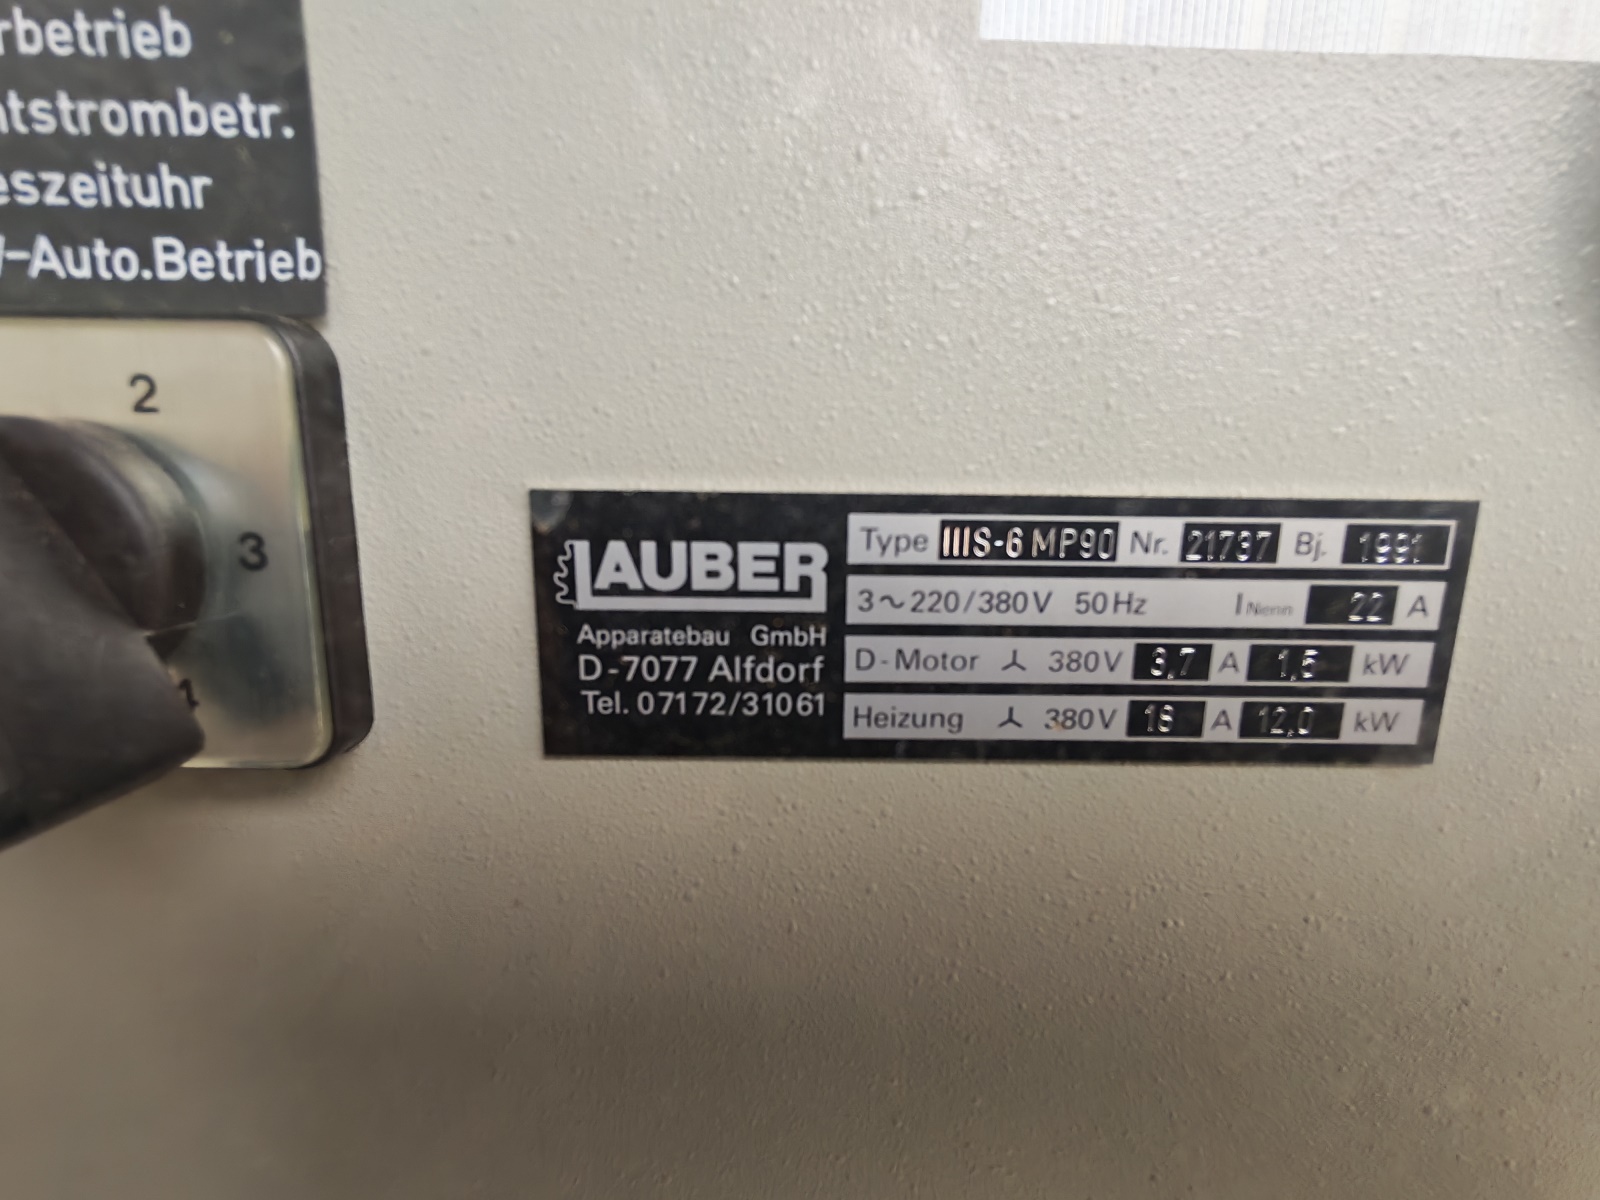 rbetrieb
tstrombetr.
eszeituhr
-Auto.Betrieb
2
3
4
LAUBER
Apparatebau GmbH
D-7077 Alfdorf
Tel. 07172/31061
Type IIIS-6 MP90 Nr. 21737 Bj. 1991
3~220/380V 50Hz I Nenn 22 A
D-Motor 380V 3,7 A 1,5 kW
Heizung 380V 18 A 12,0 kW